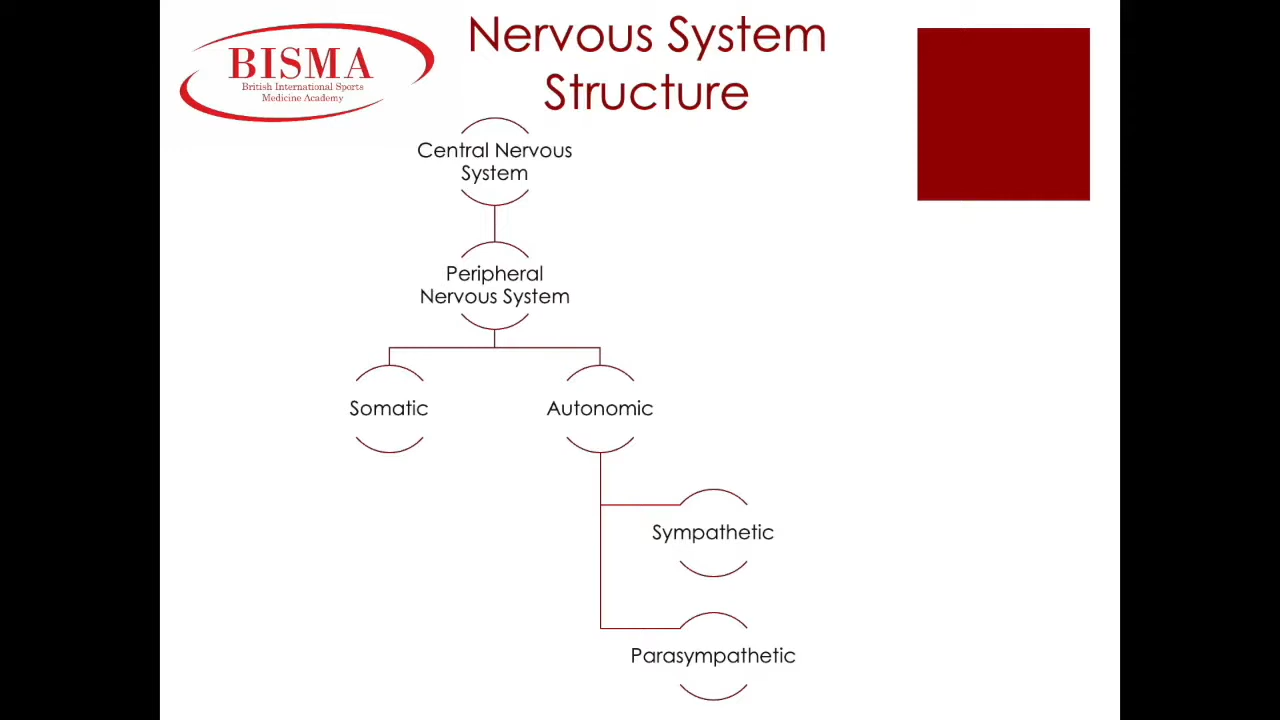 BISMA
British International Sports
Medicine Academy
Nervous System
Structure
Central Nervous
System
Peripheral
Nervous System
Somatic
Autonomic
Sympathetic
Parasympathetic